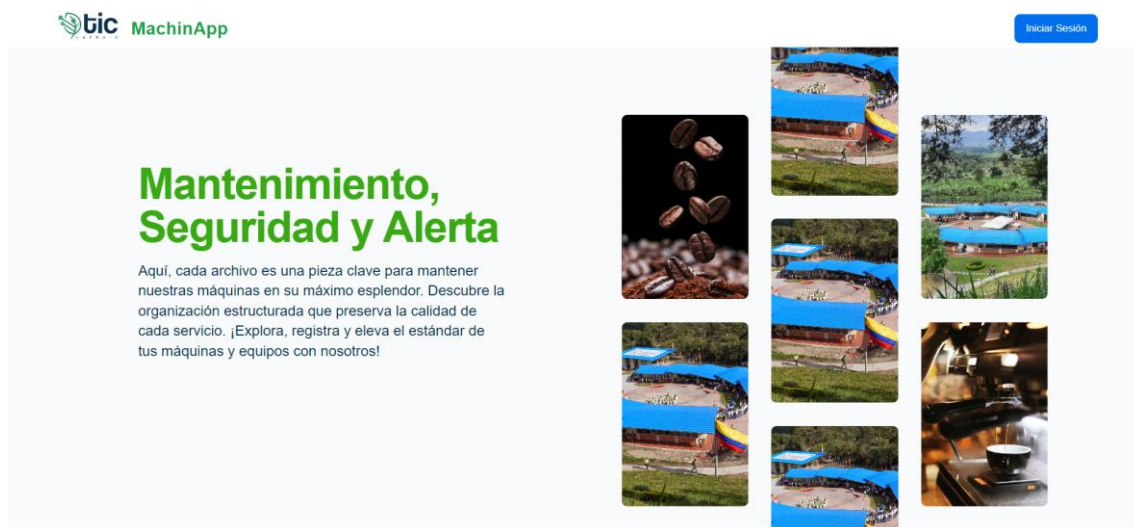 tic
MachinApp
Iniciar Sesión
Mantenimiento,
Seguridad y Alerta
Aquí, cada archivo es una pieza clave para mantener
nuestras máquinas en su máximo esplendor. Descubre la
organización estructurada que preserva la calidad de
cada servicio. ¡Explora, registra y eleva el estándar de
tus máquinas y equipos con nosotros!